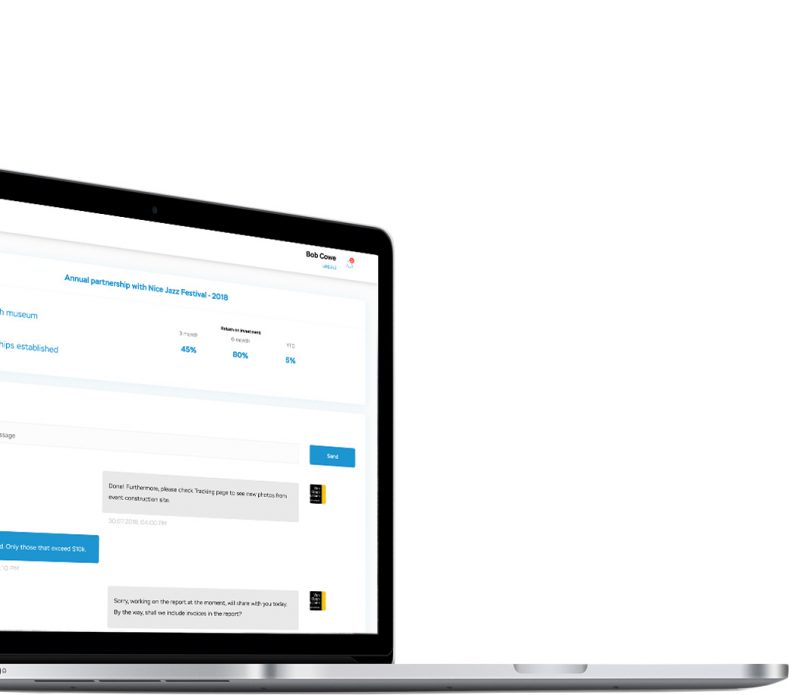 Bob Cowe
Annual partnership with Nice Jazz Festival - 2018
h museum
Return on investment
3 month
6 month
YTD
hips established
45%
80%
5%
ssage
Send
Done! Furthermore, please check Tracking page to see new photos from
event construction site.
30.07.2018, 04:00 PM
d. Only those that exceed $10k.
PM
Sorry, working on the report at the moment, will share with you today.
By the way, shall we include invoices in the report?